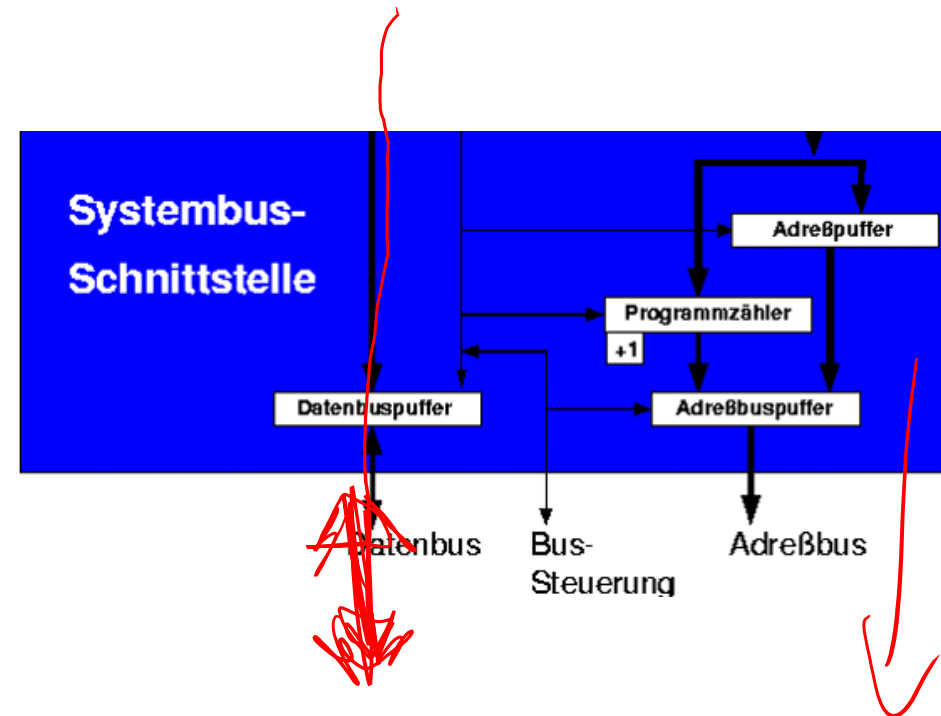 Systembus-
Schnittstelle
Adreßpuffer
Programmzähler
+1
Datenbuspuffer
Adreßbuspuffer
Datenbus
Bus-
Steuerung
Adreßbus